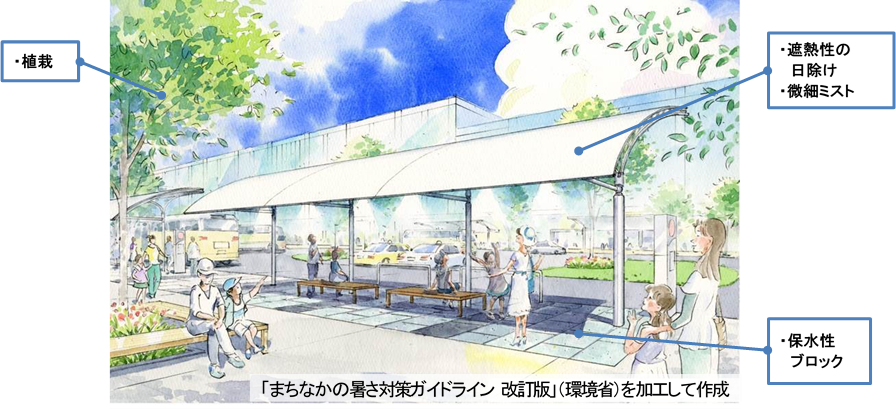 ・植栽
・遮熱性の
日除け
・微細ミスト
・保水性
ブロック
「まちなかの暑さ対策ガイドライン 改訂版」(環境省)を加工して作成